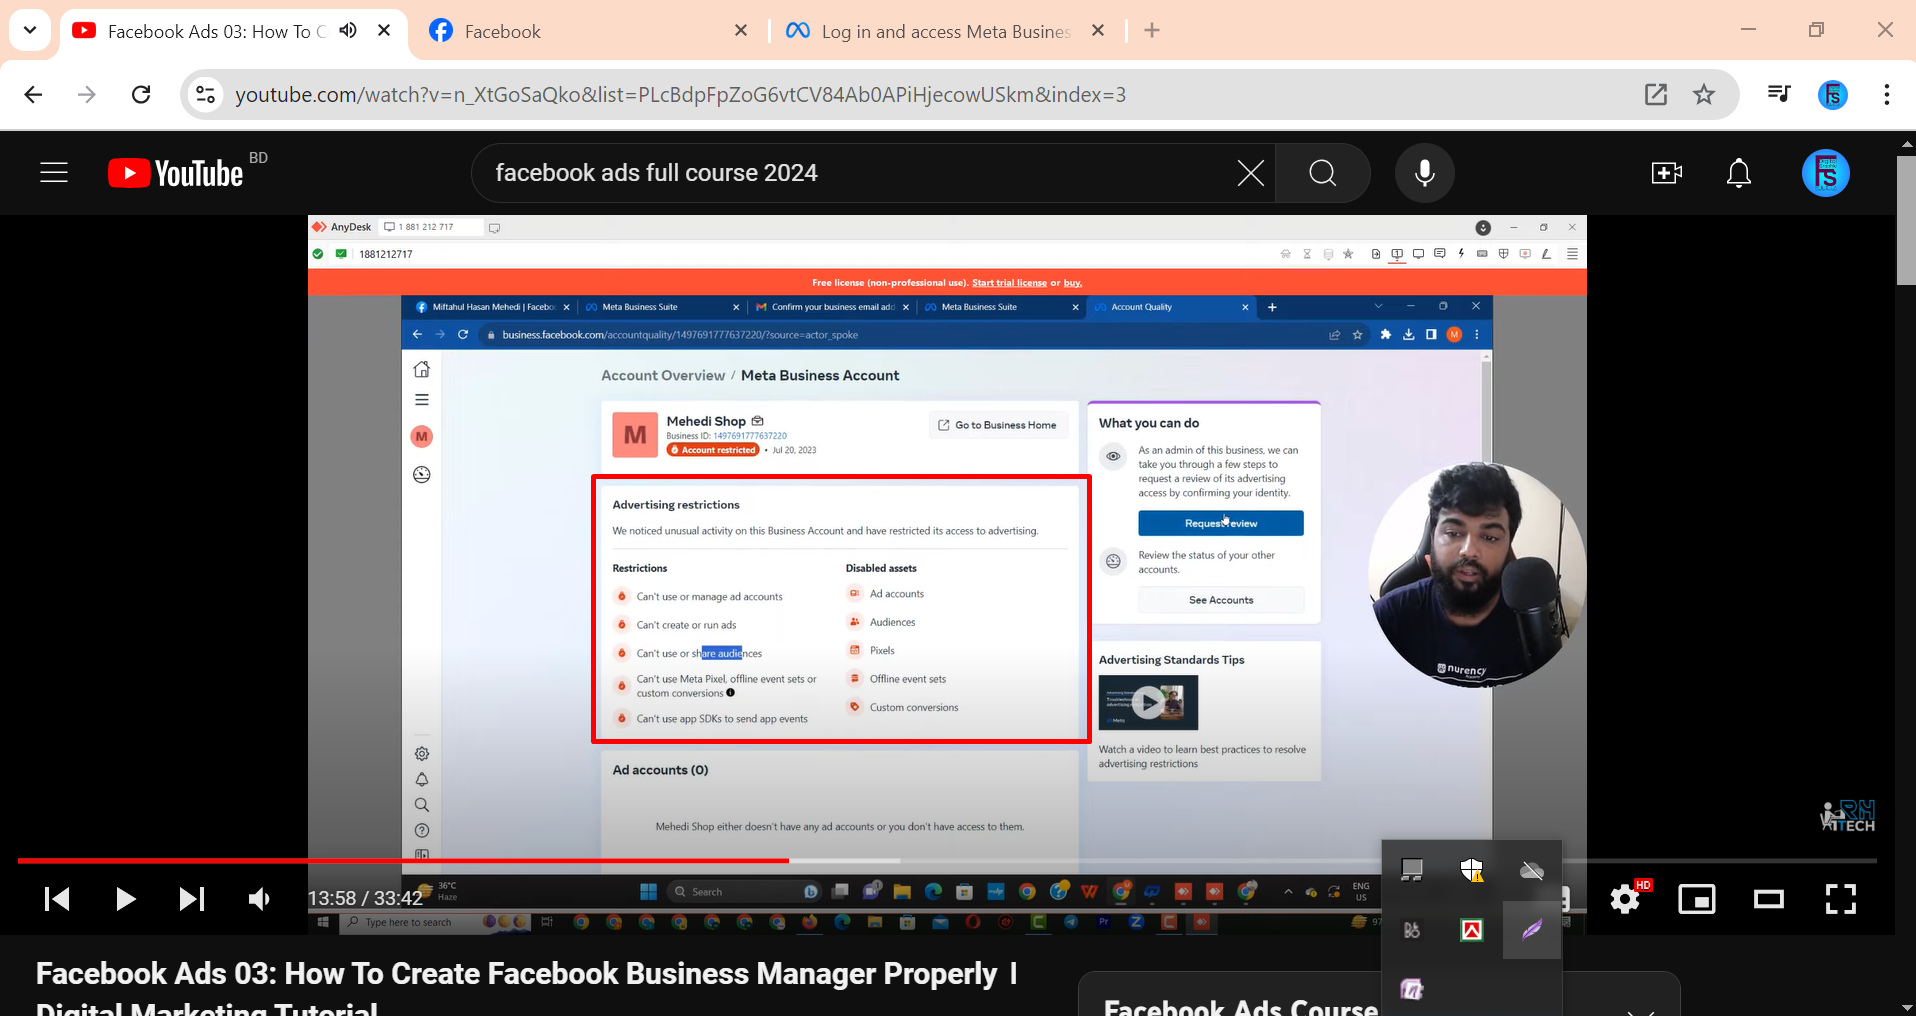 Facebook Ads 03: How To C
Facebook
Log in and access Meta Busines
youtube.com/watch?v=n_XtGoSaQko&list=PLcBdpFpZoG6vtCV84Ab0APiHjecowUSkm&index=3
YouTube BD
facebook ads full course 2024
AnyDesk
1 881 212 717
1881212717
Free license (non-professional use). Start trial license or buy.
Miftahul Hasan Mehedi | Facebo
Meta Business Suite
Confirm your business email add
Meta Business Suite
Account Quality
business.facebook.com/accountquality/1497691777637220/?source=actor_spoke
M
Account Overview / Meta Business Account
M
M
Mehedi Shop
Business ID: 1497691777637220
Account restricted • Jul 20, 2023
Go to Business Home
Advertising restrictions
We noticed unusual activity on this Business Account and have restricted its access to advertising.
Restrictions
Can't use or manage ad accounts
Can't create or run ads
Can't use or share audiences
Can't use Meta Pixel, offline event sets or
custom conversions
Can't use app SDKs to send app events
Disabled assets
Ad accounts
Audiences
Pixels
Offline event sets
Custom conversions
Ad accounts (0)
Mehedi Shop either doesn't have any ad accounts or you don't have access to them.
What you can do
As an admin of this business, we can
take you through a few steps to
request a review of its advertising
access by confirming your identity.
Request review
Review the status of your other
accounts.
See Accounts
Advertising Standards Tips
Watch a video to learn best practices to resolve
advertising restrictions
nurency
RH
ITECH
13:58 / 33:42
36°C
Haze
Search
ENG
US
Type here to search
HD
Facebook Ads 03: How To Create Facebook Business Manager Properly I
Digital Marketing Tutorial
Facebook Ads Course